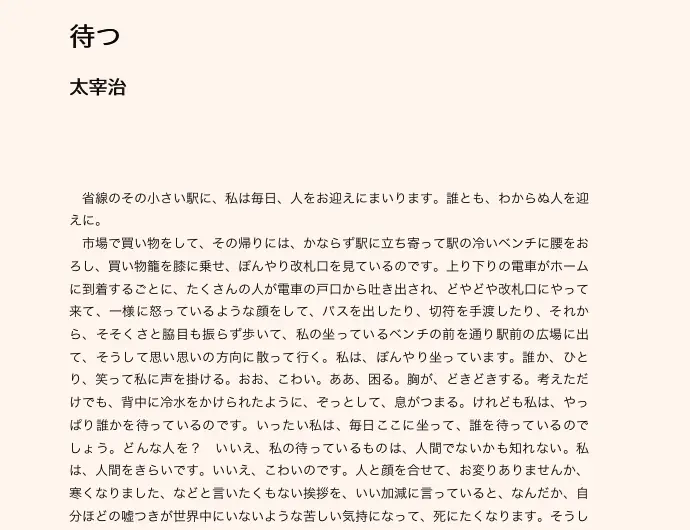 待つ
太宰治
　省線のその小さい駅に、私は毎日、人をお迎えにまいります。誰とも、わからぬ人を迎
えに。
　市場で買い物をして、その帰りには、かならず駅に立ち寄って駅の冷いベンチに腰をお
ろし、買い物籠を膝に乗せ、ぼんやり改札口を見ているのです。上り下りの電車がホーム
に到着するごとに、たくさんの人が電車の戸口から吐き出され、どやどや改札口にやって
来て、一様に怒っているような顔をして、パスを出したり、切符を手渡したり、それか
ら、そそくさと脇目も振らず歩いて、私の坐っているベンチの前を通り駅前の広場に出
て、そうして思い思いの方向に散って行く。私は、ぼんやり坐っています。誰か、ひと
り、笑って私に声を掛ける。おお、こわい。ああ、困る。胸が、どきどきする。考えただ
けでも、背中に冷水をかけられたように、ぞっとして、息がつまる。けれども私は、やっ
ぱり誰かを待っているのです。いったい私は、毎日ここに坐って、誰を待っているので
しょう。どんな人を？　いいえ、私の待っているものは、人間でないかも知れない。私
は、人間をきらいです。いいえ、こわいのです。人と顔を合せて、お変りありませんか、
寒くなりました、などと言いたくもない挨拶を、いい加減に言っていると、なんだか、自
分ほどの嘘つきが世界中にいないような苦しい気持になって、死にたくなります。そうし